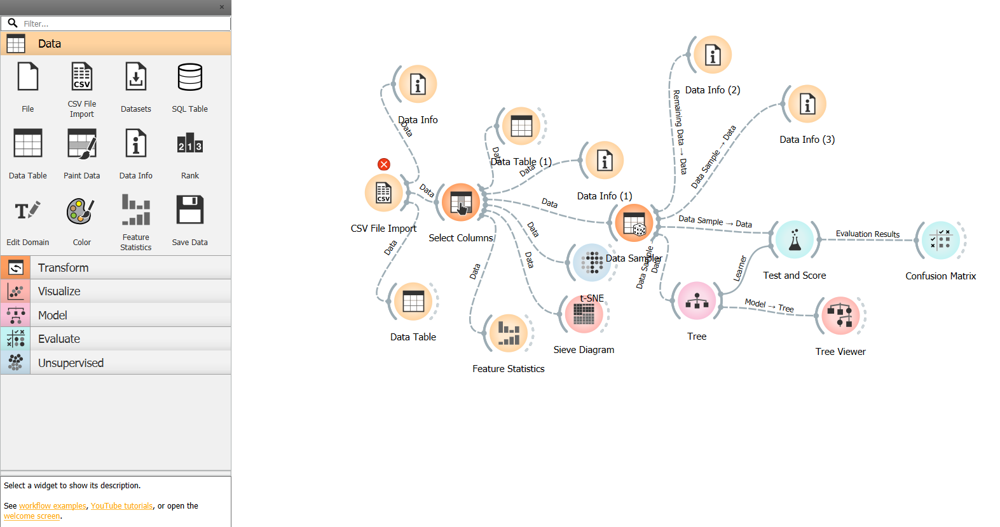 ×
Filter...
Data
File
CSV File
Import
Datasets
SQL Table
Data Table
Paint Data
Data Info
Rank
Edit Domain
Color
Feature
Statistics
Save Data
Transform
Visualize
Model
Evaluate
Unsupervised
Select a widget to show its description.
See workflow examples, YouTube tutorials, or open the
welcome screen.
Data Info
Data
CSV
CSV File Import
Data
Data
Data Table
Select Columns
Data
Data Table (1)
Data
Data Info (1)
Data
Data
t-SNE
Data
Sieve Diagram
Data
Feature Statistics
Data Sampler
Remaining Data → Data
Data Info (2)
Data Sample → Data
Data Info (3)
Data Sample → Data
Data Sample
Data
Tree
Learner
Test and Score
Evaluation Results
Confusion Matrix
Model → Tree
Tree Viewer